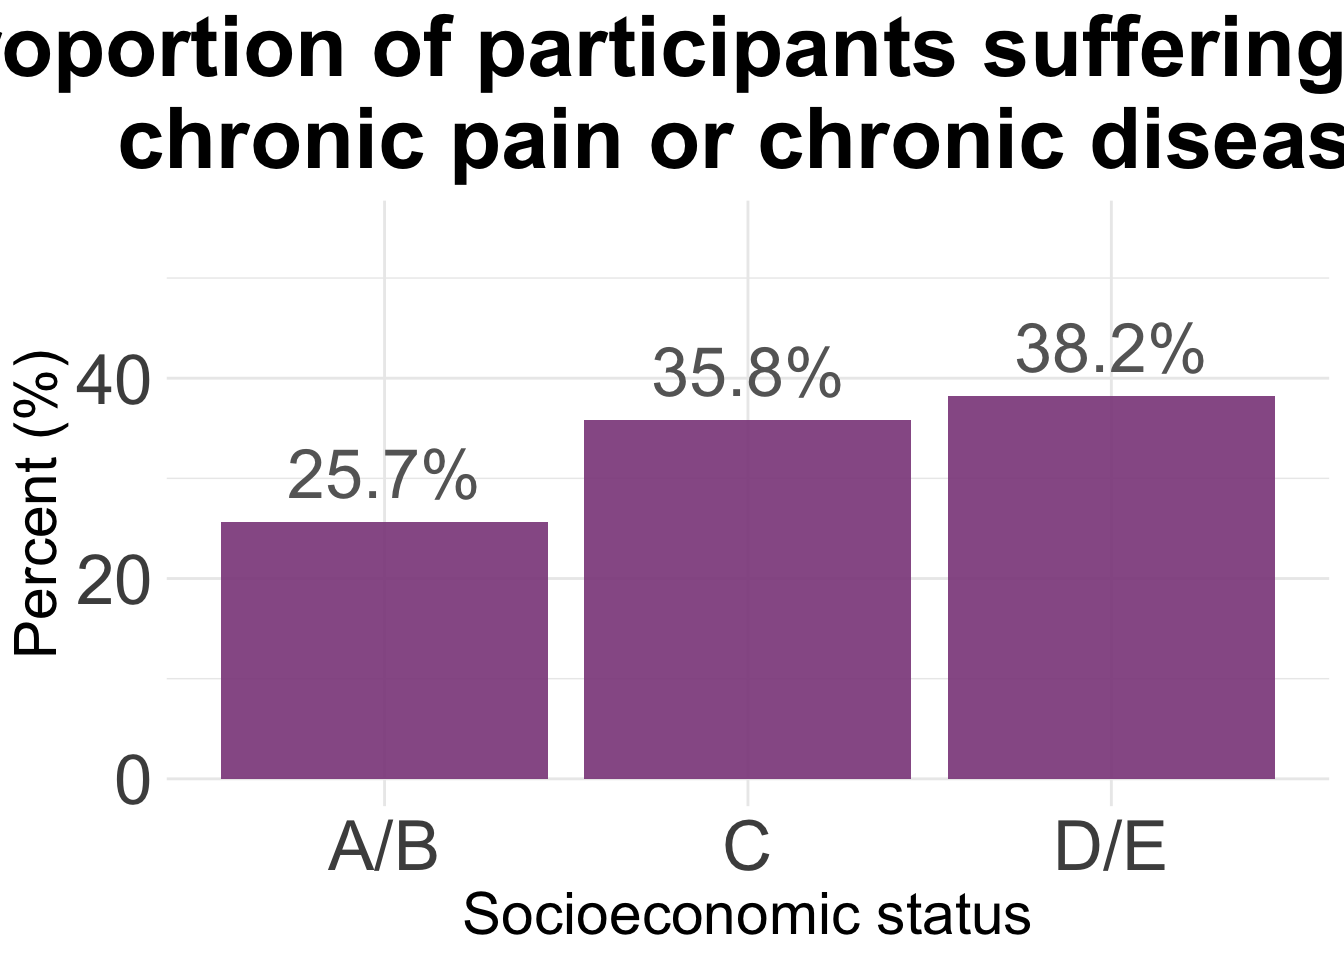 roportion of participants suffering
chronic pain or chronic diseas
Percent (%)
40
20
0
25.7%
35.8%
38.2%
A/B
C
D/E
Socioeconomic status